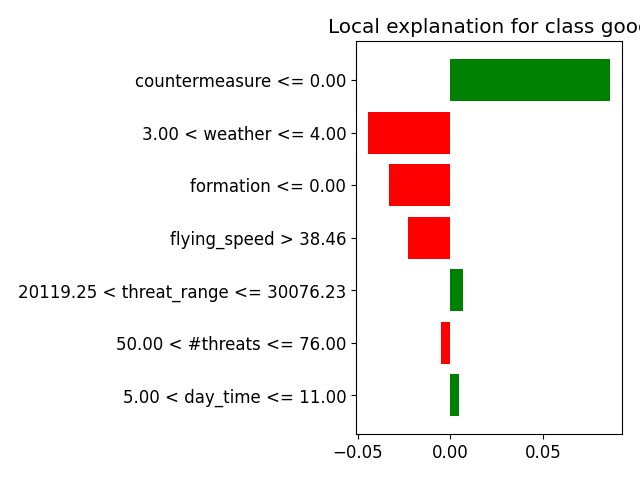 Local explanation for class good
countermeasure <= 0.00
3.00 < weather <= 4.00
formation <= 0.00
flying_speed > 38.46
20119.25 < threat_range <= 30076.23
50.00 < #threats <= 76.00
5.00 < day_time <= 11.00
−0.05 0.00 0.05